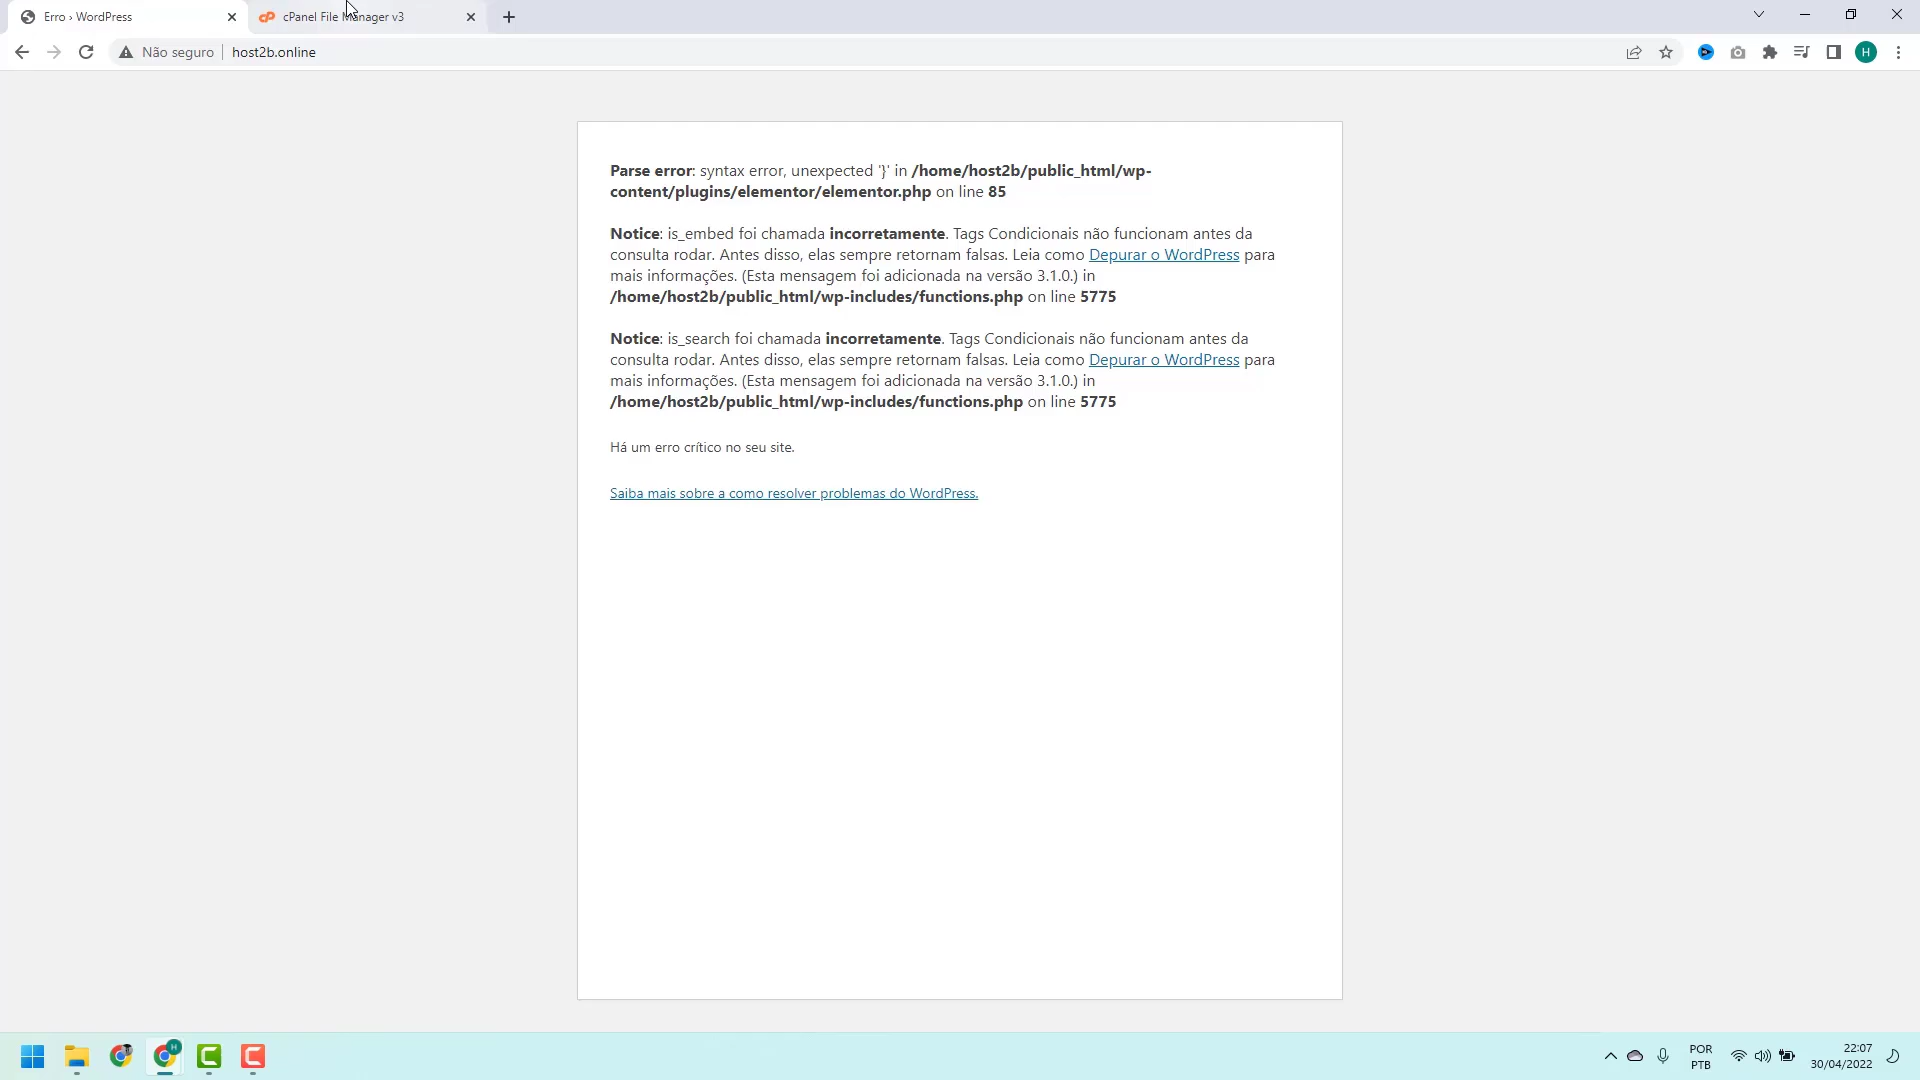 Erro › WordPress
cPanel File Manager v3
Não seguro
host2b.online
H
Parse error: syntax error, unexpected '}' in /home/host2b/public_html/wp-
content/plugins/elementor/elementor.php on line 85
Notice: is_embed foi chamada incorretamente. Tags Condicionais não funcionam antes da
consulta rodar. Antes disso, elas sempre retornam falsas. Leia como Depurar o WordPress para
mais informações. (Esta mensagem foi adicionada na versão 3.1.0.) in
/home/host2b/public_html/wp-includes/functions.php on line 5775
Notice: is_search foi chamada incorretamente. Tags Condicionais não funcionam antes da
consulta rodar. Antes disso, elas sempre retornam falsas. Leia como Depurar o WordPress para
mais informações. (Esta mensagem foi adicionada na versão 3.1.0.) in
/home/host2b/public_html/wp-includes/functions.php on line 5775
Há um erro crítico no seu site.
Saiba mais sobre a como resolver problemas do WordPress.
H
POR
PTB
22:07
30/04/2022